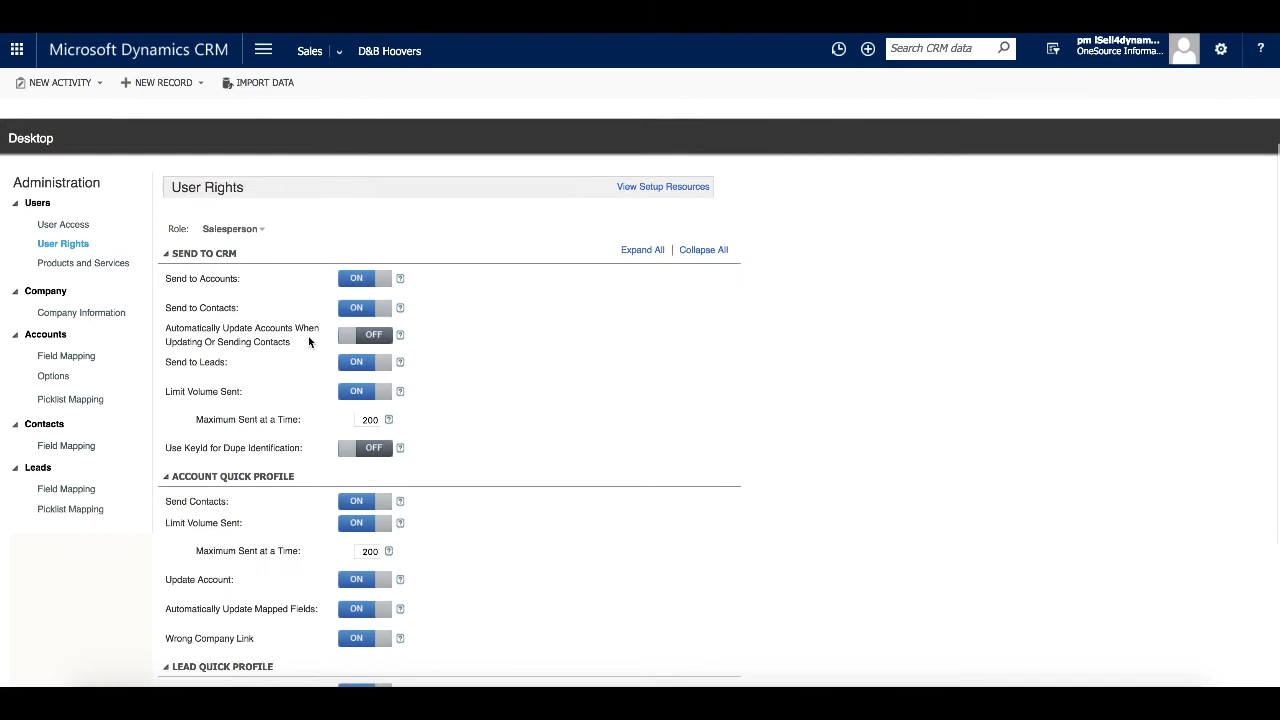 Microsoft Dynamics CRM
Sales
D&B Hoovers
Search CRM data
pm ISell4dynam...
OneSource Informa...
?
NEW ACTIVITY
NEW RECORD
IMPORT DATA
Desktop
Administration
Users
User Access
User Rights
Products and Services
Company
Company Information
Accounts
Field Mapping
Options
Picklist Mapping
Contacts
Field Mapping
Leads
Field Mapping
Picklist Mapping
User Rights
View Setup Resources
Role: Salesperson
SEND TO CRM
Expand All | Collapse All
Send to Accounts: ON ?
Send to Contacts: ON ?
Automatically Update Accounts When
Updating Or Sending Contacts OFF ?
Send to Leads: ON ?
Limit Volume Sent: ON ?
Maximum Sent at a Time: 200 ?
Use KeyId for Dupe Identification: OFF ?
ACCOUNT QUICK PROFILE
Send Contacts: ON ?
Limit Volume Sent: ON ?
Maximum Sent at a Time: 200 ?
Update Account: ON ?
Automatically Update Mapped Fields: ON ?
Wrong Company Link ON ?
LEAD QUICK PROFILE